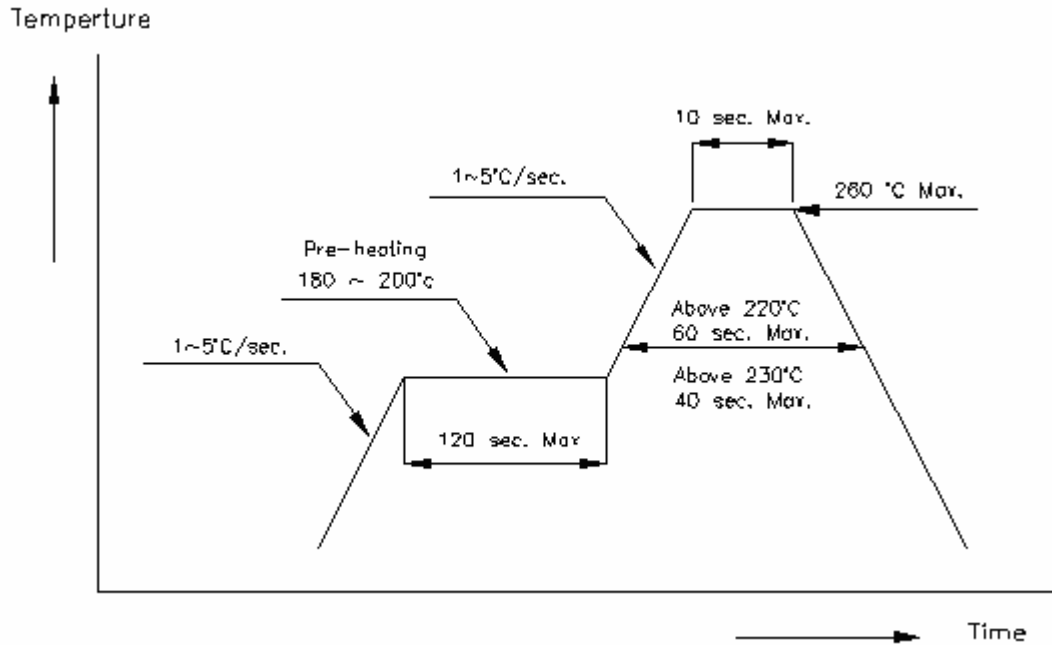 Temperture
10 sec. Max.
1~5°C/sec.
260 °C Max.
Pre-heating
180 ~ 200°c
Above 220°C
60 sec. Max.
1~5°C/sec.
Above 230°C
40 sec. Max.
120 sec. Max
Time